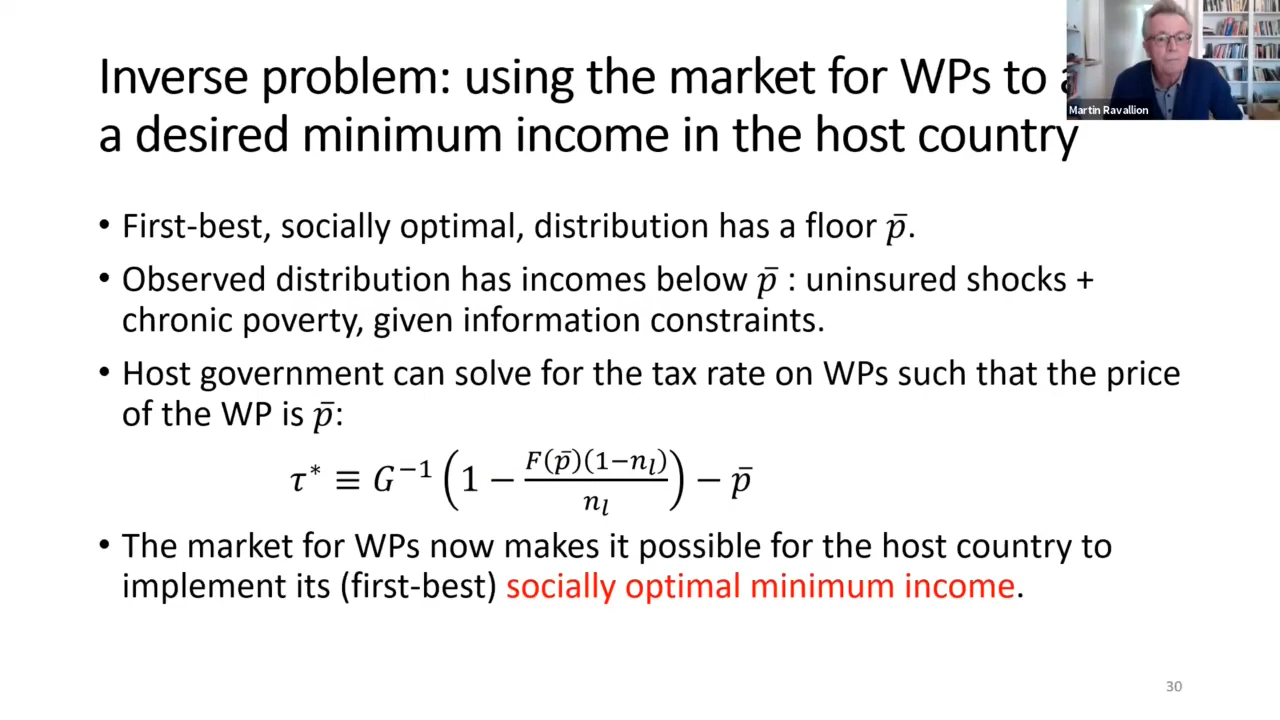 Inverse problem: using the market for WPs to
a desired minimum income in the host country
Martin Ravallion
• First-best, socially optimal, distribution has a floor p̄.
• Observed distribution has incomes below p̄ : uninsured shocks +
chronic poverty, given information constraints.
• Host government can solve for the tax rate on WPs such that the price
of the WP is p̄:
τ* ≡ G⁻¹ (1 − F(p̄)(1−nₗ)/nₗ) − p̄
• The market for WPs now makes it possible for the host country to
implement its (first-best) socially optimal minimum income.
30